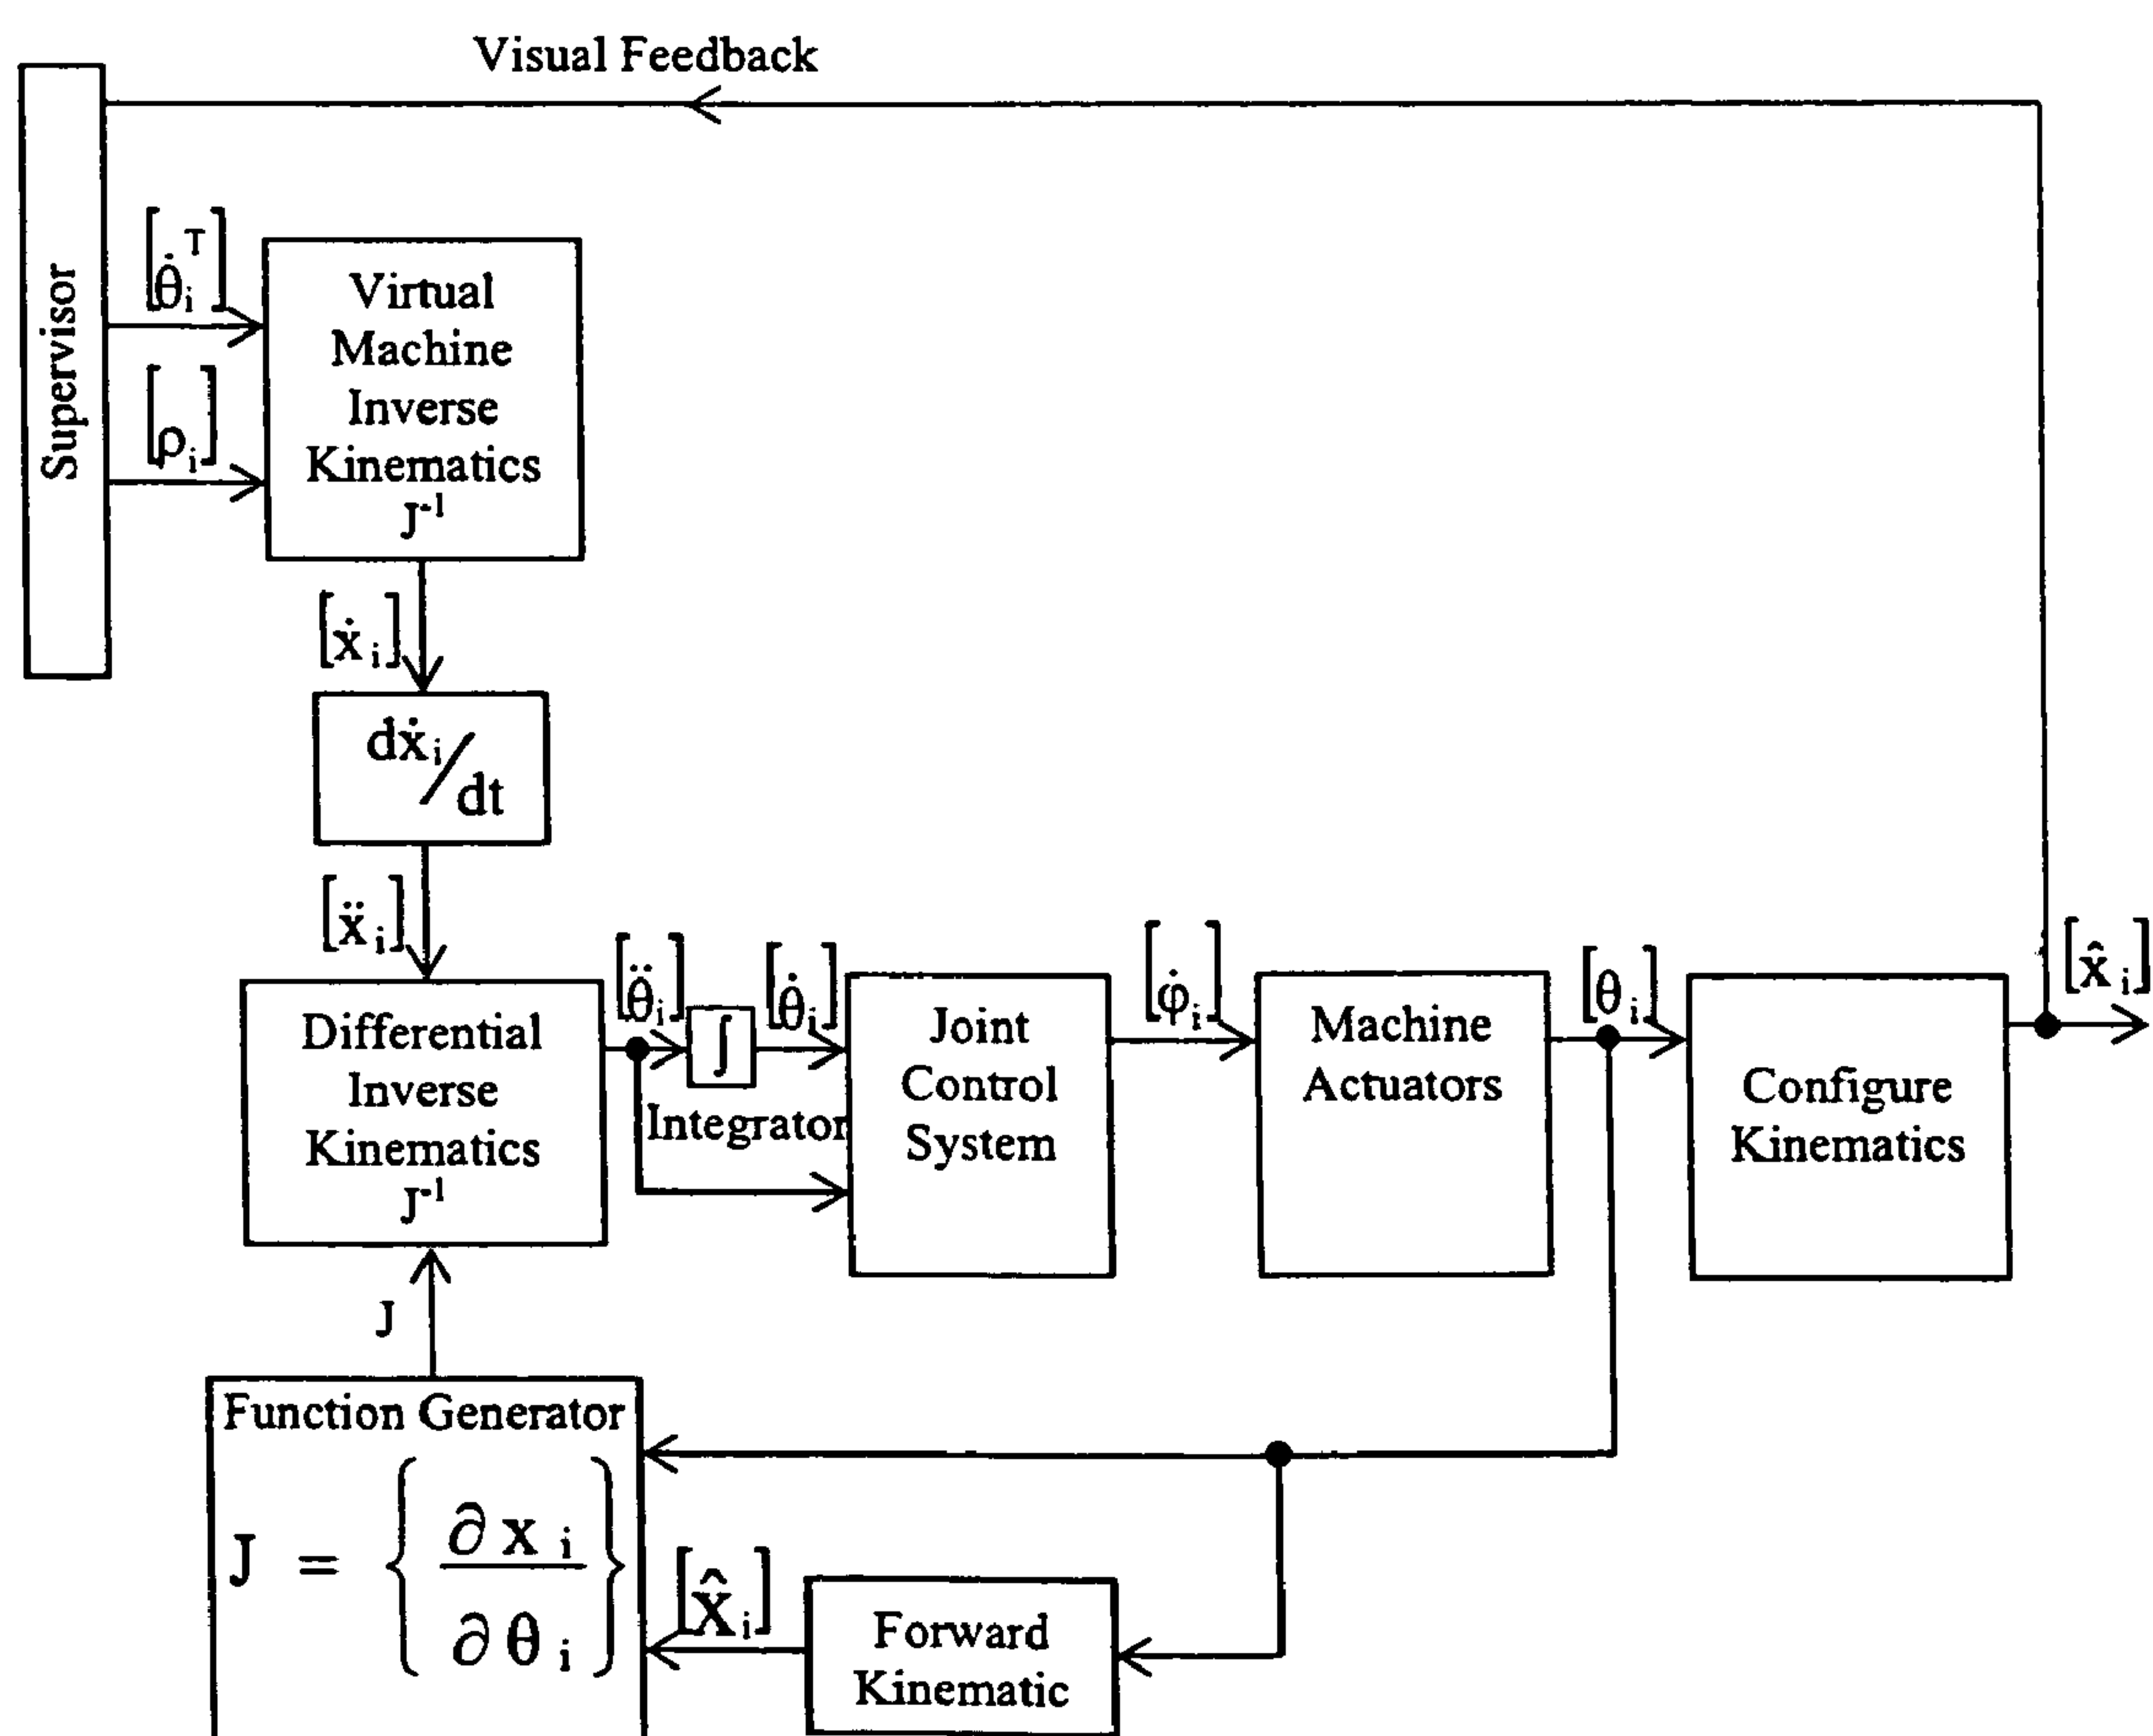 Visual Feedback
Supervisor
[θ̇ᵢᵀ]
[ρᵢ]
Virtual
Machine
Inverse
Kinematics
J⁻¹
[ẋᵢ]
dẋᵢ/dt
[ẍᵢ]
Differential
Inverse
Kinematics
J⁻¹
[θ̈ᵢ]
∫
Integrator
[θ̇ᵢ]
Joint
Control
System
[φ̇ᵢ]
Machine
Actuators
[θᵢ]
Configure
Kinematics
[x̂ᵢ]
J
Function Generator
J = { ∂xᵢ / ∂θᵢ }
[x̂ᵢ]
Forward
Kinematic